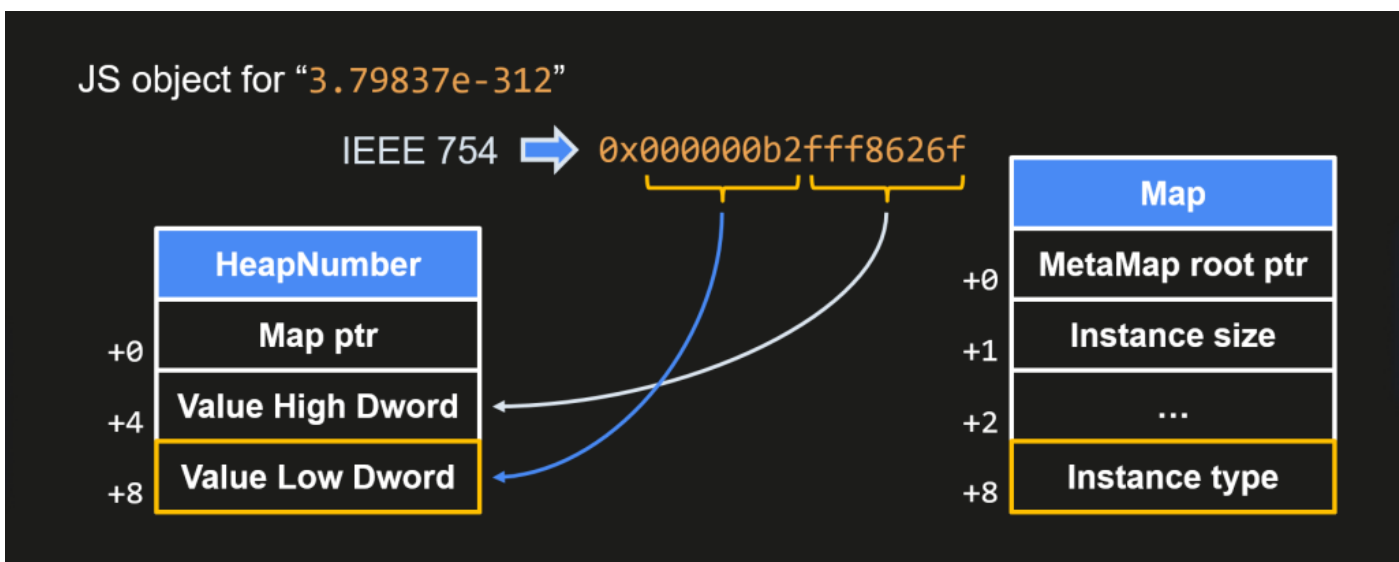 JS object for “3.79837e-312”
IEEE 754
0x000000b2fff8626f
HeapNumber
+0 Map ptr
+4 Value High Dword
+8 Value Low Dword
Map
+0 MetaMap root ptr
+1 Instance size
+2 ...
+8 Instance type